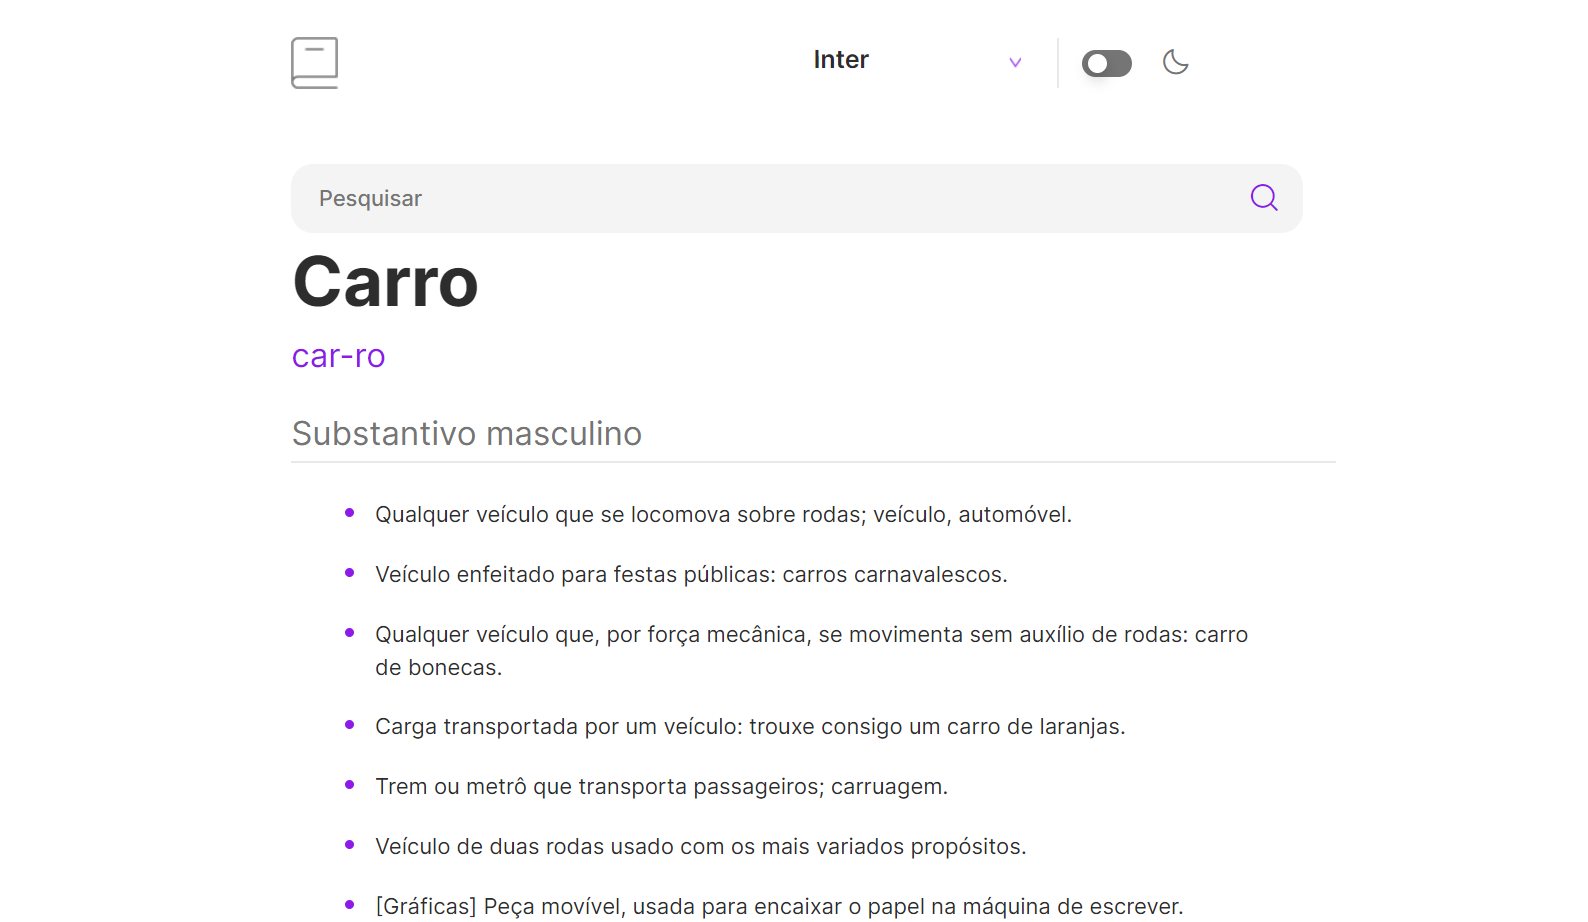 Inter
Pesquisar
Carro
car-ro
Substantivo masculino
Qualquer veículo que se locomova sobre rodas; veículo, automóvel.
Veículo enfeitado para festas públicas: carros carnavalescos.
Qualquer veículo que, por força mecânica, se movimenta sem auxílio de rodas: carro
de bonecas.
Carga transportada por um veículo: trouxe consigo um carro de laranjas.
Trem ou metrô que transporta passageiros; carruagem.
Veículo de duas rodas usado com os mais variados propósitos.
[Gráficas] Peça movível, usada para encaixar o papel na máquina de escrever.